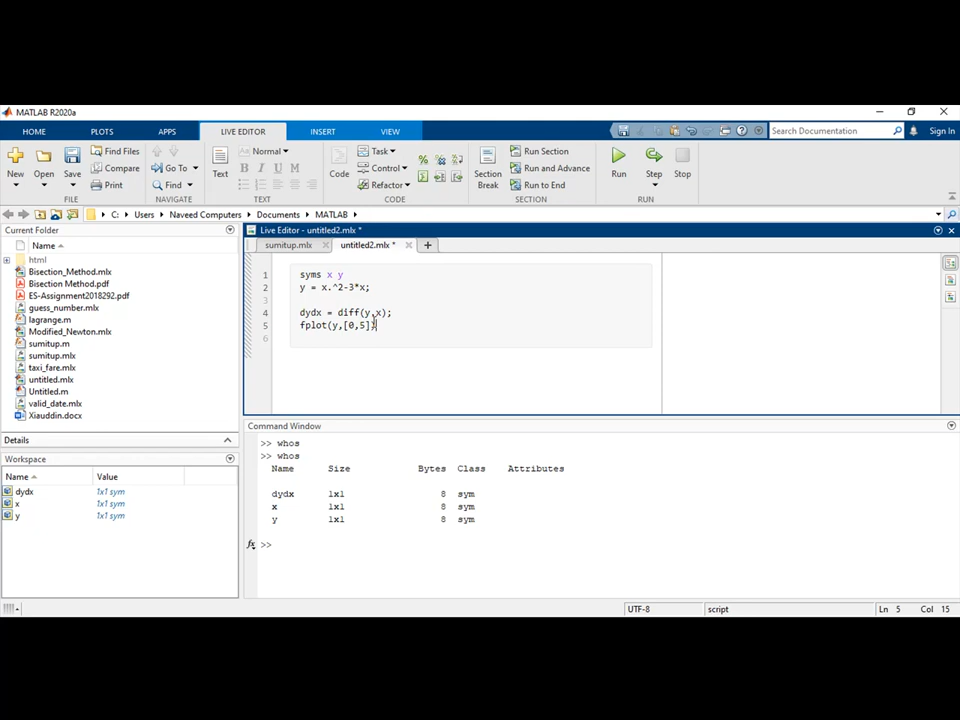 MATLAB R2020a
HOME PLOTS APPS LIVE EDITOR INSERT VIEW Search Documentation Sign In
New Open Save Find Files Compare Print Go To Find Text Normal B I U M Code Task Control Refactor Section Break Run Section Run and Advance Run to End Run Step Stop
FILE NAVIGATE TEXT CODE SECTION RUN
C: Users Naveed Computers Documents MATLAB
Current Folder
Name
html
Bisection_Method.mlx
Bisection Method.pdf
ES-Assignment2018292.pdf
guess_number.mlx
lagrange.m
Modified_Newton.mlx
sumitup.m
sumitup.mlx
taxi_fare.mlx
untitled.mlx
Untitled.m
valid_date.mlx
Xiauddin.docx
Details
Workspace
Name Value
dydx 1x1 sym
x 1x1 sym
y 1x1 sym
Live Editor - untitled2.mlx *
sumitup.mlx untitled2.mlx *
1 syms x y
2 y = x.^2-3*x;
3
4 dydx = diff(y,x);
5 fplot(y,[0,5])
6
Command Window
>> whos
>> whos
Name Size Bytes Class Attributes
dydx 1x1 8 sym
x 1x1 8 sym
y 1x1 8 sym
fx >>
UTF-8 script Ln 5 Col 15